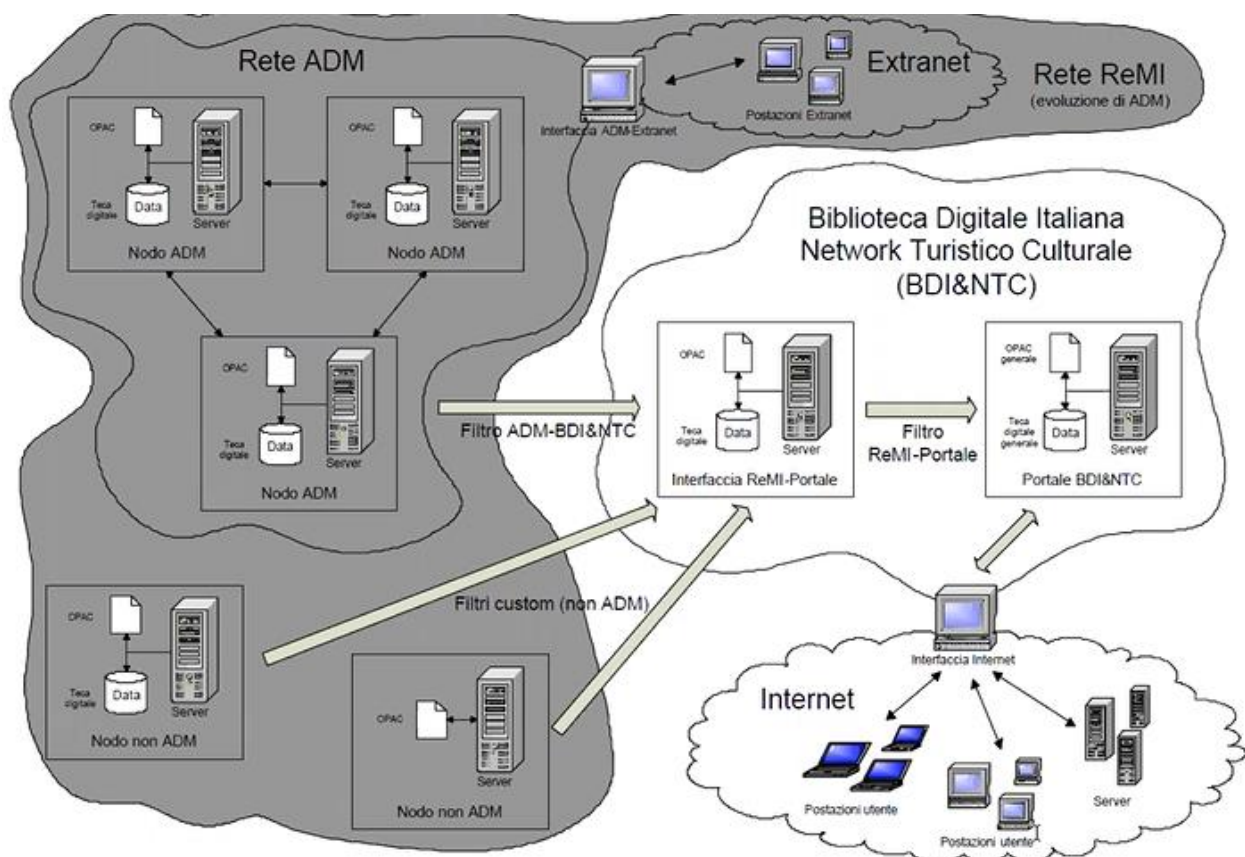 Rete ADM
OPAC
Teca
digitale
Data
Server
Nodo ADM
OPAC
Teca
digitale
Data
Server
Nodo ADM
OPAC
Teca
digitale
Data
Server
Nodo ADM
Interfaccia ADM-Extranet
Extranet
Postazioni Extranet
Rete ReMI
(evoluzione di ADM)
Biblioteca Digitale Italiana
Network Turistico Culturale
(BDI&NTC)
Filtro ADM-BDI&NTC
OPAC
Teca
digitale
Data
Server
Interfaccia ReMI-Portale
Filtro
ReMI-Portale
OPAC
generale
Teca
digitale
generale
Data
Server
Portale BDI&NTC
Filtri custom (non ADM)
OPAC
Teca
digitale
Data
Server
Nodo non ADM
OPAC
Server
Nodo non ADM
Interfaccia Internet
Internet
Postazioni utente
Postazioni utente
Server